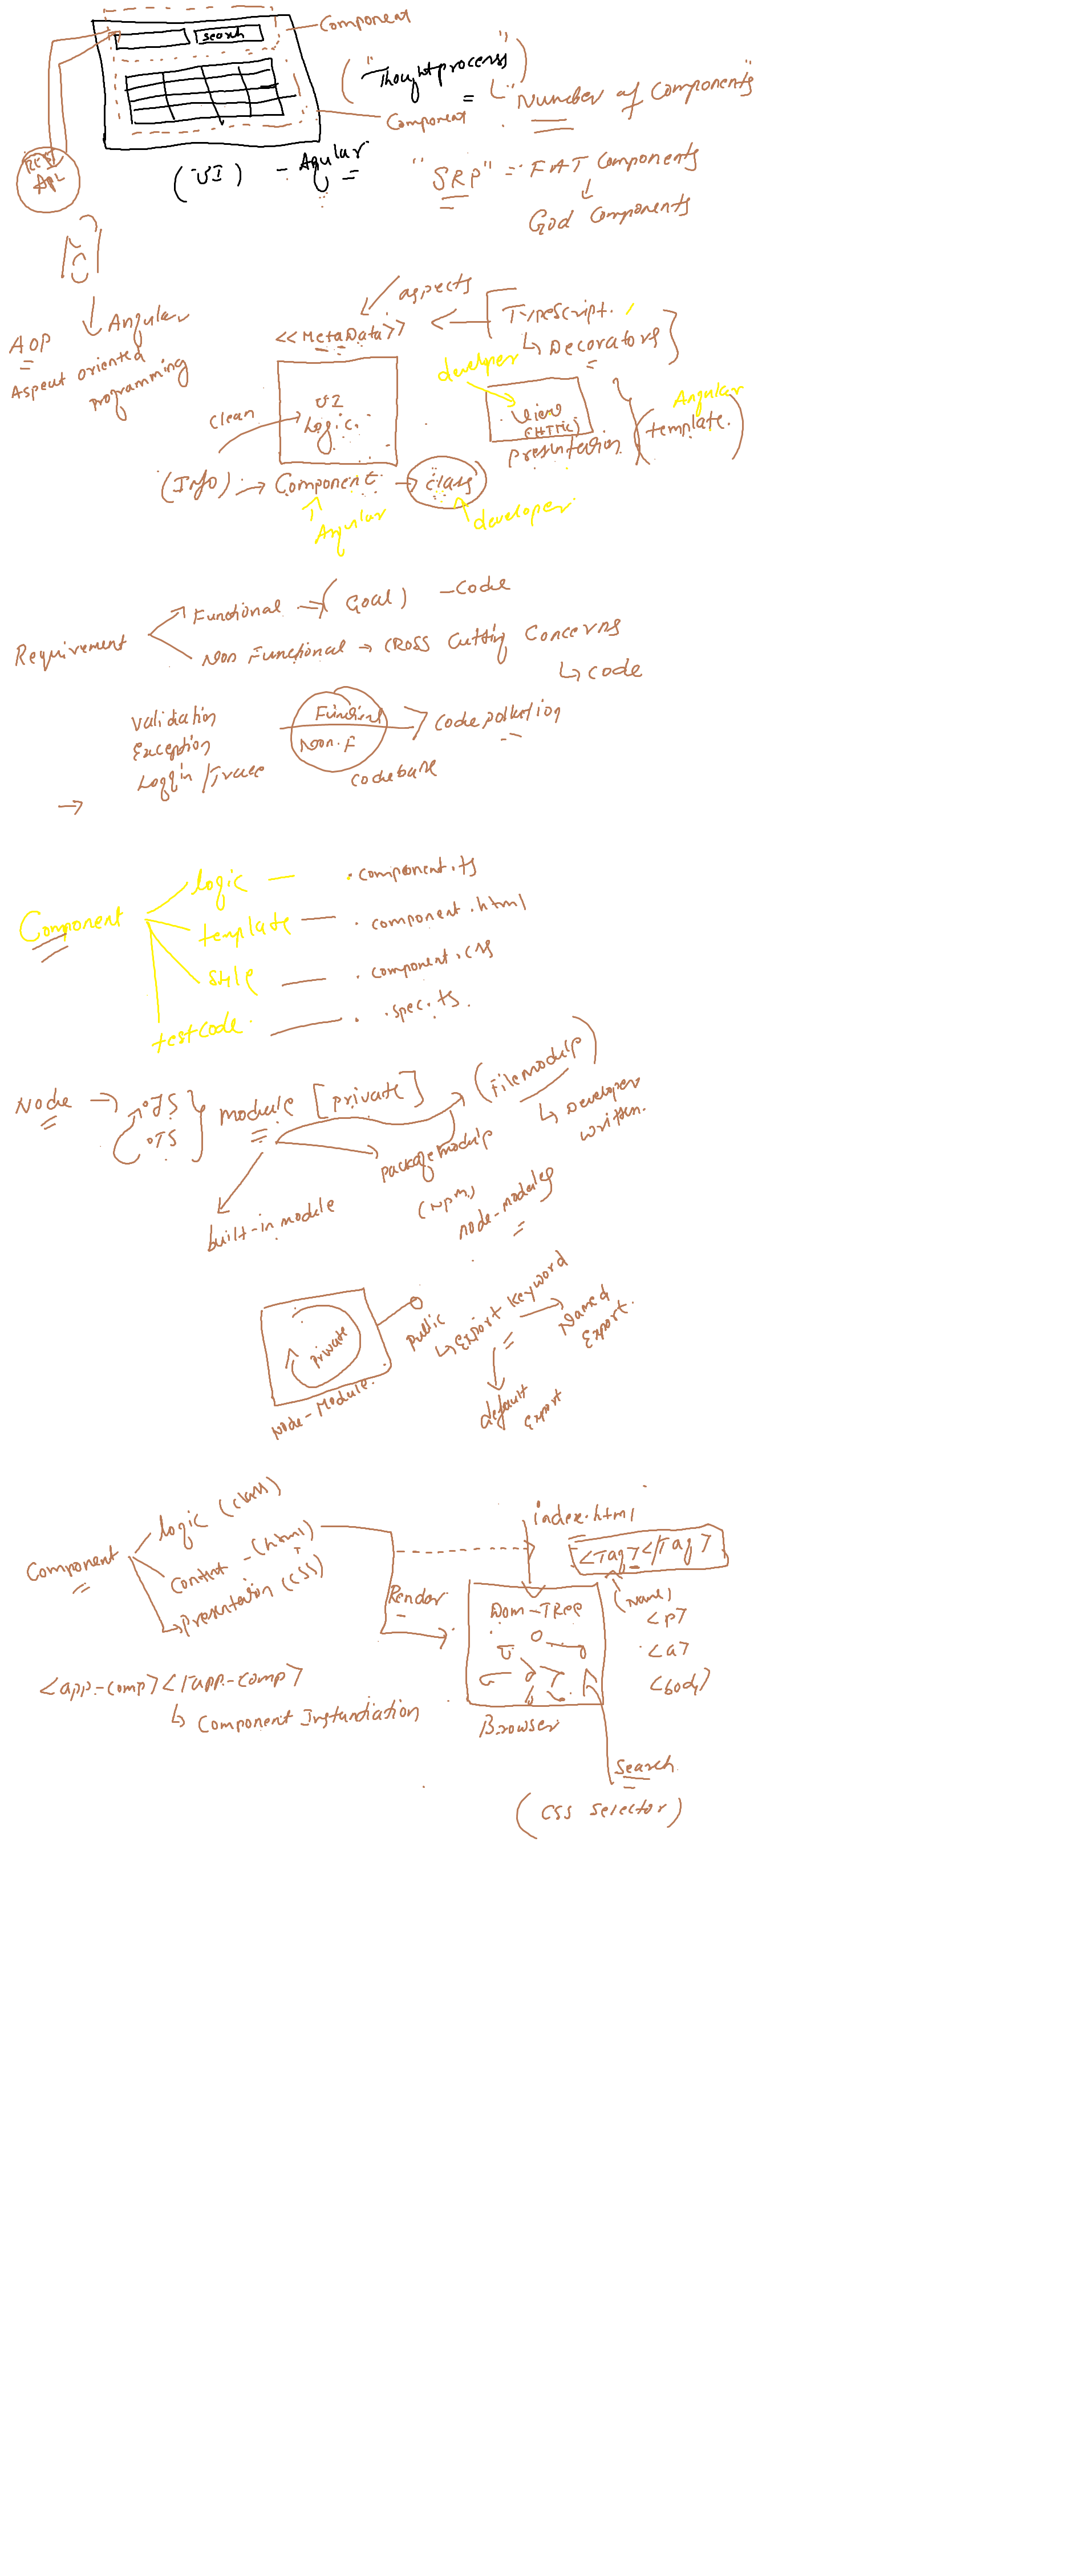 search
Component
"Thought process"
"Number of Components"
Component
REST
API
(UI) - Agular
"SRP" = FAT Components
God Components
aspects
Angular
AOP
Aspect oriented
programming
<<MetaData>>
TypeScript.
Decorators
developer
UI
Logic.
clean
View
(HTML)
presentation
Angular
(template.)
(Info) → Component → class
Angular
developer
Requirement
Functional ⇒ (Goal) - Code
Non Functional → CROSS Cutting Concerns
code
Validation
Exception
Loggin / Trace
Non.F
Code pollution
codebase
Component
logic - .component.ts
template - .component.html
style - .component.css
testcode. - .spec.ts.
Node → .JS
.TS
module [private]
(File module)
Developer
written.
package module
(npm)
node-modules
built-in module
private
Node-Module.
public
Export Keyword
Named
Export.
default
Export
Component
logic (class)
Content - (html)
presentation (CSS)
Render
index.html
<Tag></Tag>
(Name)
<p>
<a>
<body>
Dom-TRee
Browser
<app-comp></app-comp>
Component Instantiation
Search
(CSS selector)